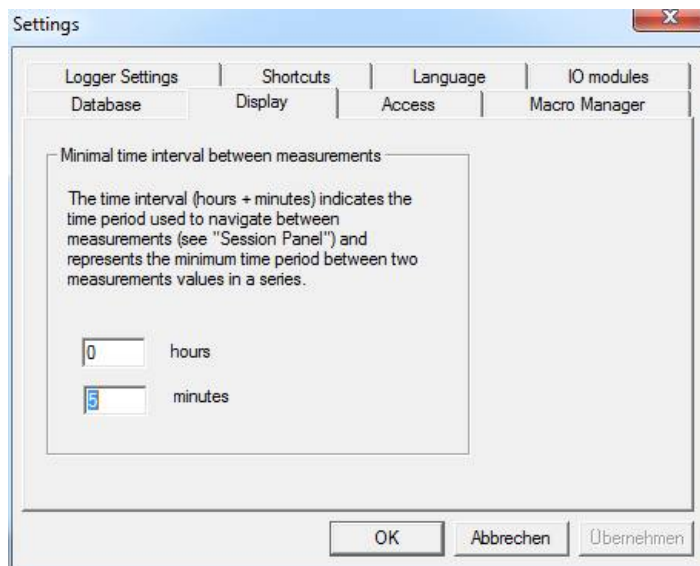 Settings
Logger Settings
Shortcuts
Language
IO modules
Database
Display
Access
Macro Manager
Minimal time interval between measurements
The time interval (hours + minutes) indicates the
time period used to navigate between
measurements (see "Session Panel") and
represents the minimum time period between two
measurements values in a series.
0 hours
5 minutes
OK
Abbrechen
Übernehmen